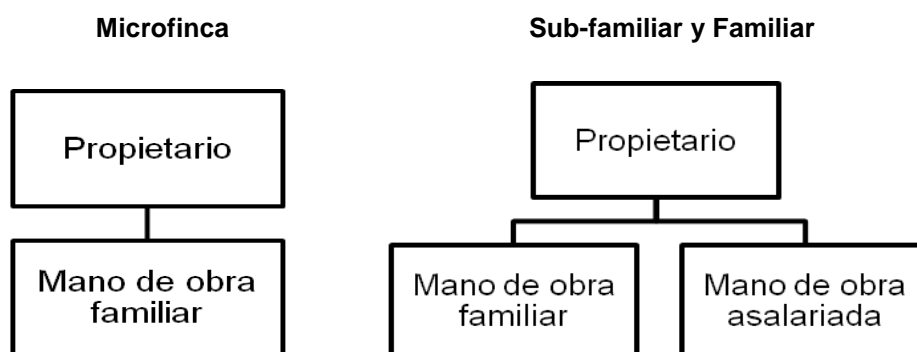 Microfinca
Sub-familiar y Familiar
Propietario
Propietario
Mano de obra
familiar
Mano de obra
familiar
Mano de obra
asalariada